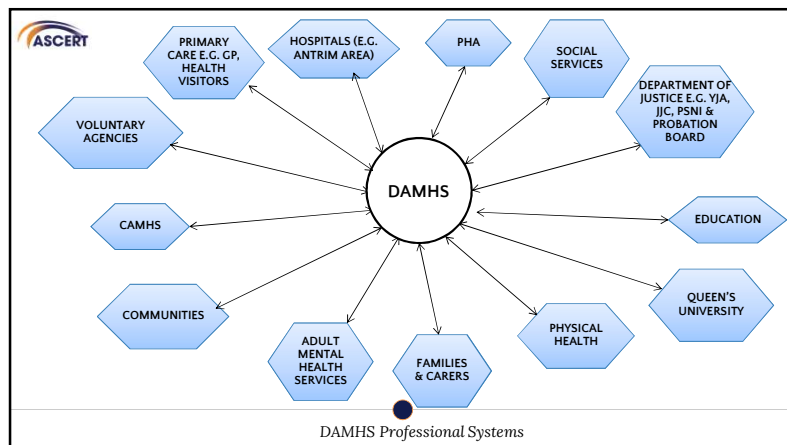 ASCERT
PRIMARY
CARE E.G. GP,
HEALTH
VISITORS
HOSPITALS (E.G.
ANTRIM AREA)
PHA
SOCIAL
SERVICES
DEPARTMENT OF
JUSTICE E.G. YJA,
JJC, PSNI &
PROBATION
BOARD
VOLUNTARY
AGENCIES
DAMHS
CAMHS
EDUCATION
COMMUNITIES
QUEEN'S
UNIVERSITY
ADULT
MENTAL
HEALTH
SERVICES
FAMILIES
& CARERS
PHYSICAL
HEALTH
DAMHS Professional Systems